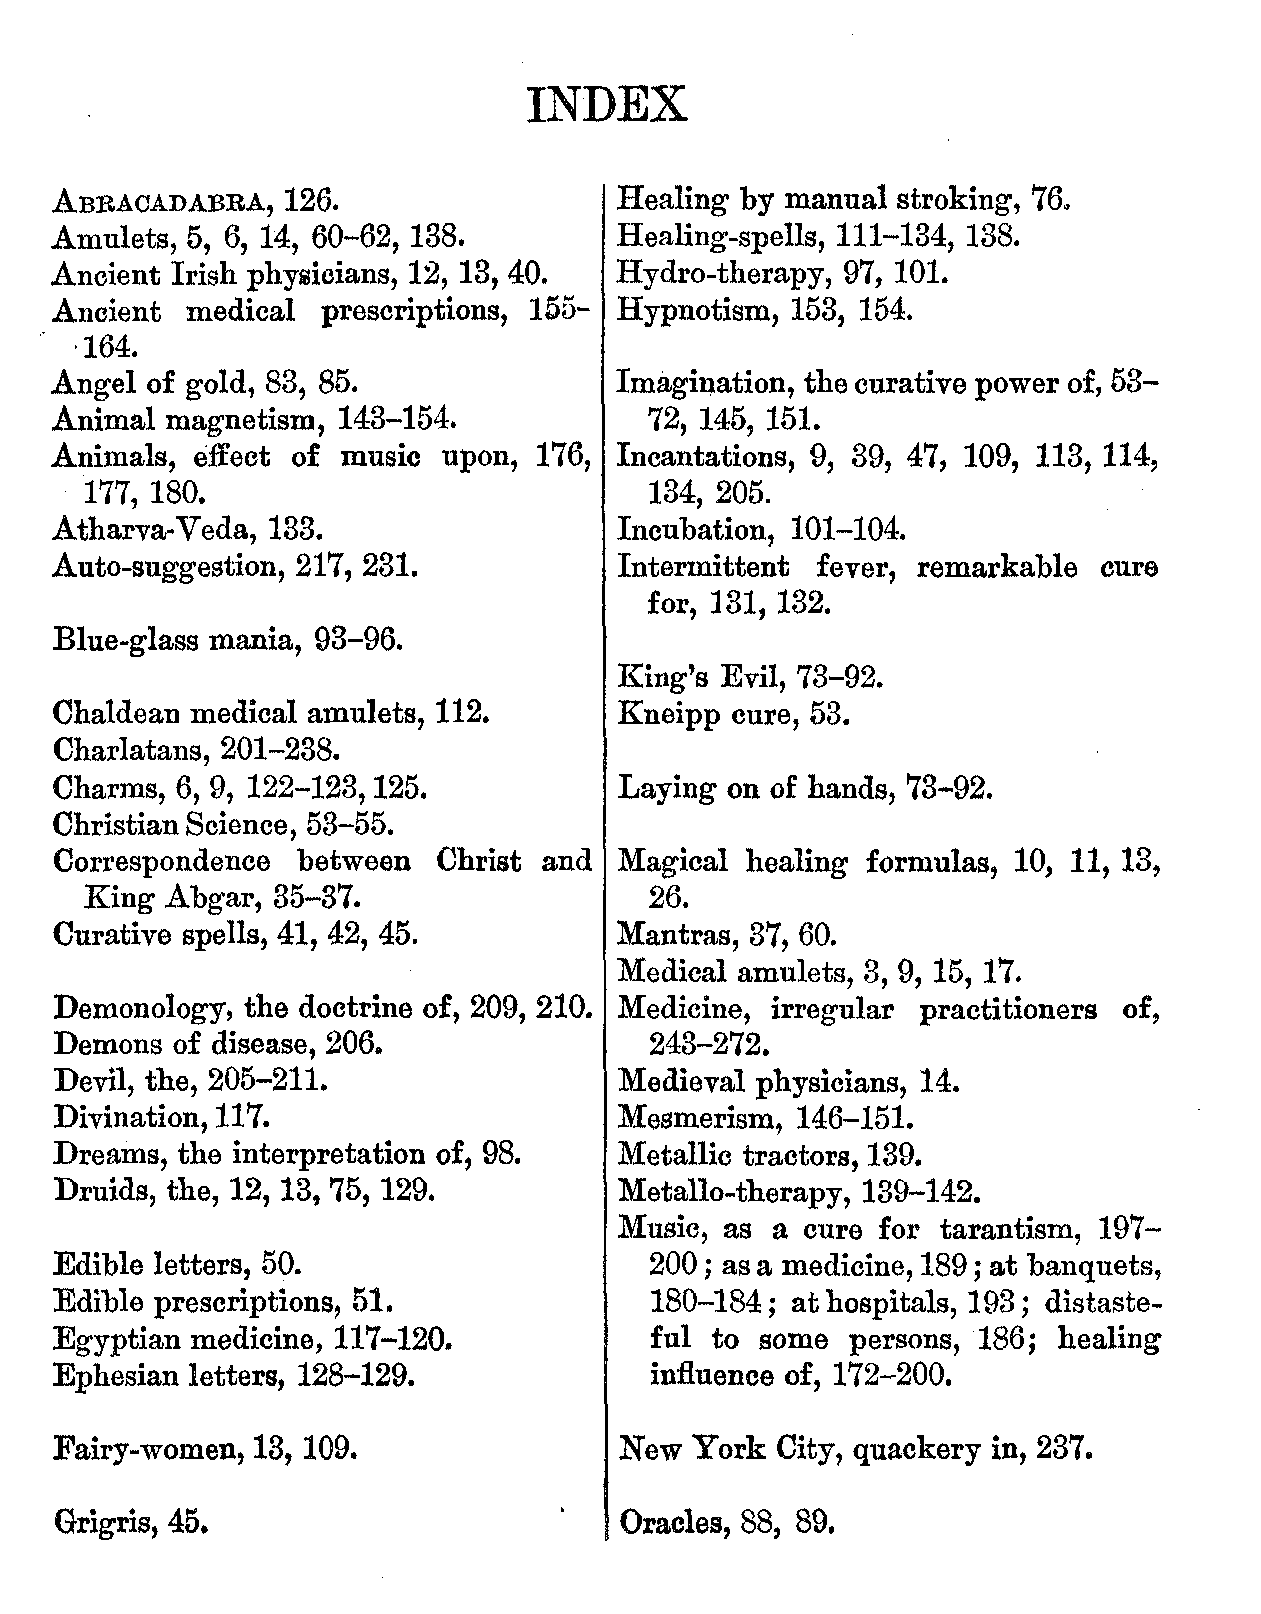 INDEX
ABRACADABRA, 126.
Amulets, 5, 6, 14, 60–62, 138.
Ancient Irish physicians, 12, 13, 40.
Ancient medical prescriptions, 155-
164.
Angel of gold, 83, 85.
Animal magnetism, 143–154.
Animals, effect of music upon, 176,
177, 180.
Atharva-Veda, 133.
Auto-suggestion, 217, 231.
Blue-glass mania, 93–96.
Chaldean medical amulets, 112.
Charlatans, 201–238.
Charms, 6, 9, 122–123, 125.
Christian Science, 53–55.
Correspondence between Christ and
King Abgar, 35–37.
Curative spells, 41, 42, 45.
Demonology, the doctrine of, 209, 210.
Demons of disease, 206.
Devil, the, 205–211.
Divination, 117.
Dreams, the interpretation of, 98.
Druids, the, 12, 13, 75, 129.
Edible letters, 50.
Edible prescriptions, 51.
Egyptian medicine, 117–120.
Ephesian letters, 128–129.
Fairy-women, 13, 109.
Grigris, 45.
Healing by manual stroking, 76.
Healing-spells, 111–134, 138.
Hydro-therapy, 97, 101.
Hypnotism, 153, 154.
Imagination, the curative power of, 53–
72, 145, 151.
Incantations, 9, 39, 47, 109, 113, 114,
134, 205.
Incubation, 101–104.
Intermittent fever, remarkable cure
for, 131, 132.
King's Evil, 73–92.
Kneipp cure, 53.
Laying on of hands, 73–92.
Magical healing formulas, 10, 11, 13,
26.
Mantras, 37, 60.
Medical amulets, 3, 9, 15, 17.
Medicine, irregular practitioners of,
243–272.
Medieval physicians, 14.
Mesmerism, 146–151.
Metallic tractors, 139.
Metallo-therapy, 139–142.
Music, as a cure for tarantism, 197–
200; as a medicine, 189; at banquets,
180–184; at hospitals, 193; distaste-
ful to some persons, 186; healing
influence of, 172–200.
New York City, quackery in, 237.
Oracles, 88, 89.